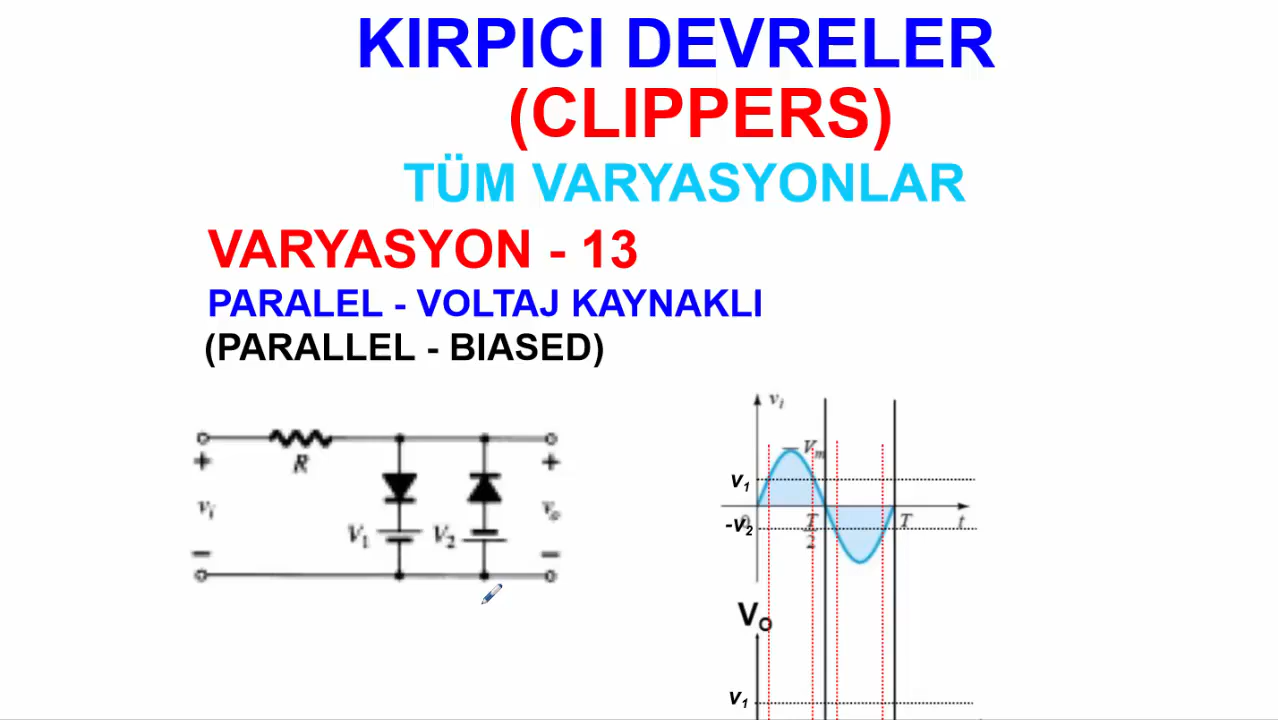 KIRPICI DEVRELER
(CLIPPERS)
TÜM VARYASYONLAR
VARYASYON - 13
PARALEL - VOLTAJ KAYNAKLI
(PARALLEL - BIASED)
R
+
+
vi
V1
V2
vo
−
−
vi
Vm
v1
0
T/2
T
t
-v2
VO
v1